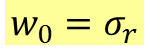 w₀ = σᵣ